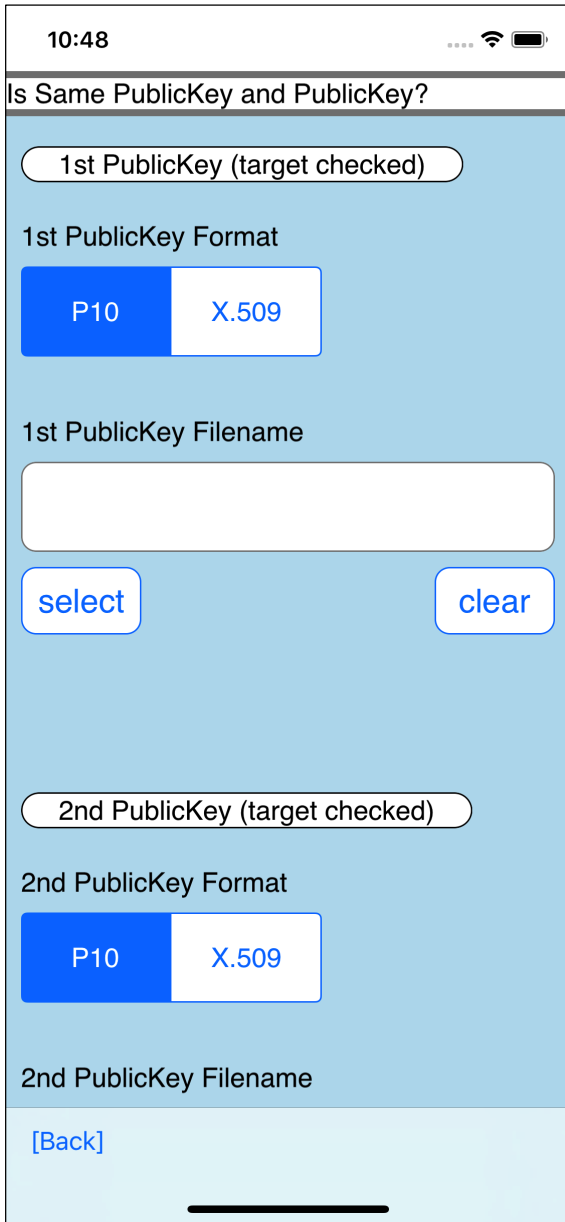 10:48
Is Same PublicKey and PublicKey?
1st PublicKey (target checked)
1st PublicKey Format
P10 X.509
1st PublicKey Filename
select clear
2nd PublicKey (target checked)
2nd PublicKey Format
P10 X.509
2nd PublicKey Filename
[Back]